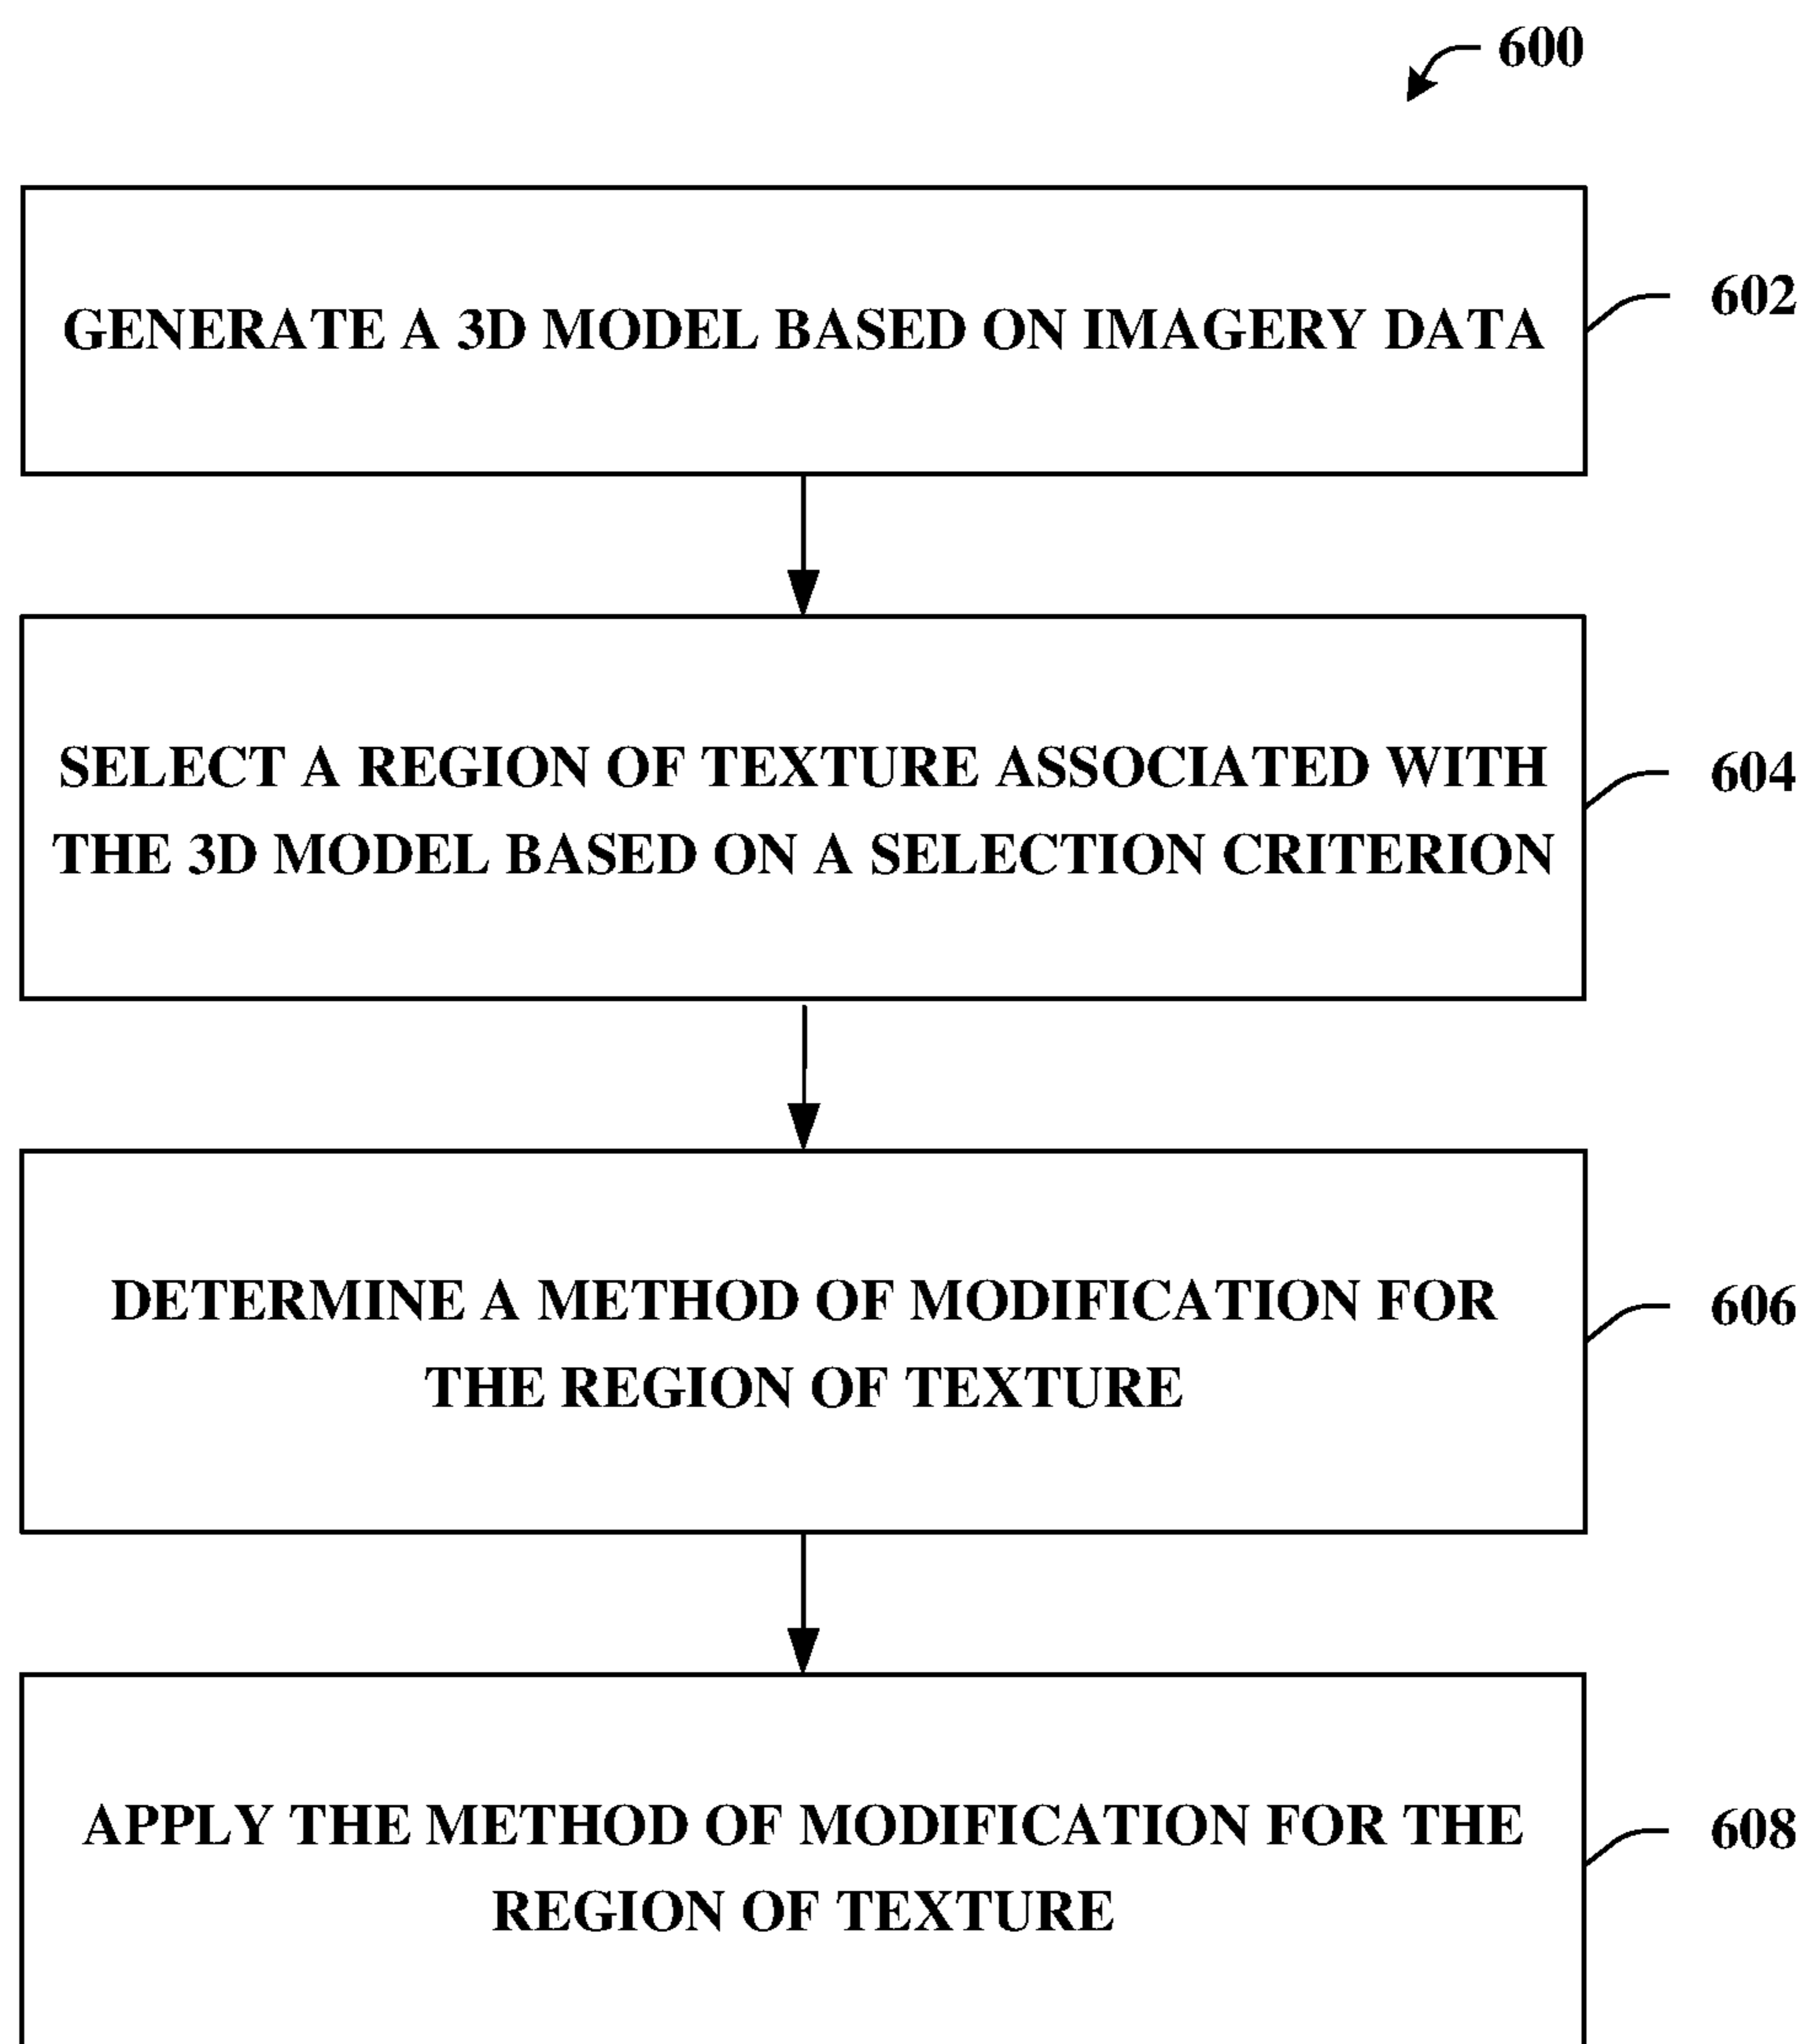 600
GENERATE A 3D MODEL BASED ON IMAGERY DATA
602
SELECT A REGION OF TEXTURE ASSOCIATED WITH
THE 3D MODEL BASED ON A SELECTION CRITERION
604
DETERMINE A METHOD OF MODIFICATION FOR
THE REGION OF TEXTURE
606
APPLY THE METHOD OF MODIFICATION FOR THE
REGION OF TEXTURE
608